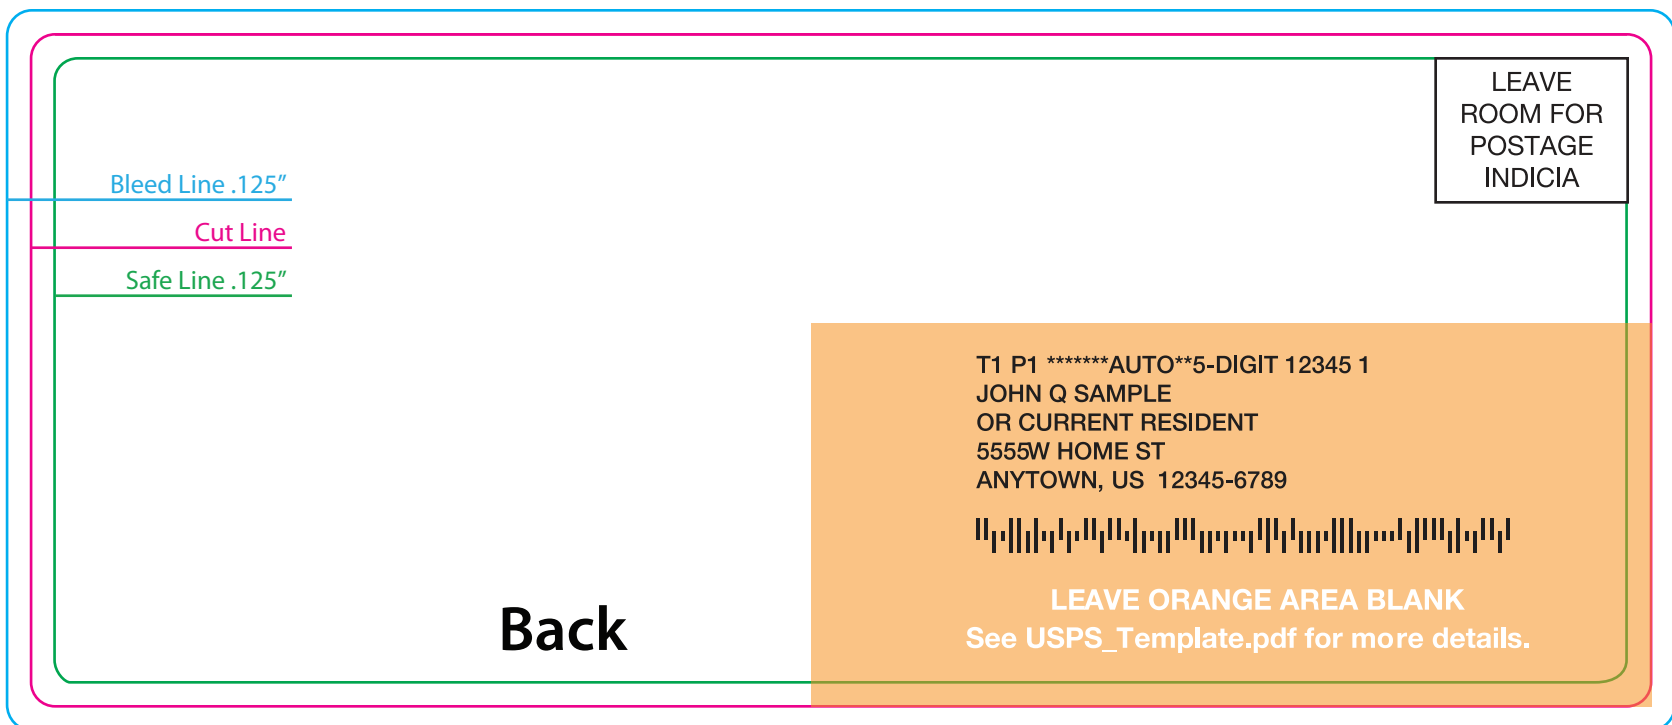 LEAVE
ROOM FOR
POSTAGE
INDICIA
Bleed Line .125″
Cut Line
Safe Line .125″
T1 P1 *******AUTO**5-DIGIT 12345 1
JOHN Q SAMPLE
OR CURRENT RESIDENT
5555W HOME ST
ANYTOWN, US  12345-6789
LEAVE ORANGE AREA BLANK
See USPS_Template.pdf for more details.
Back